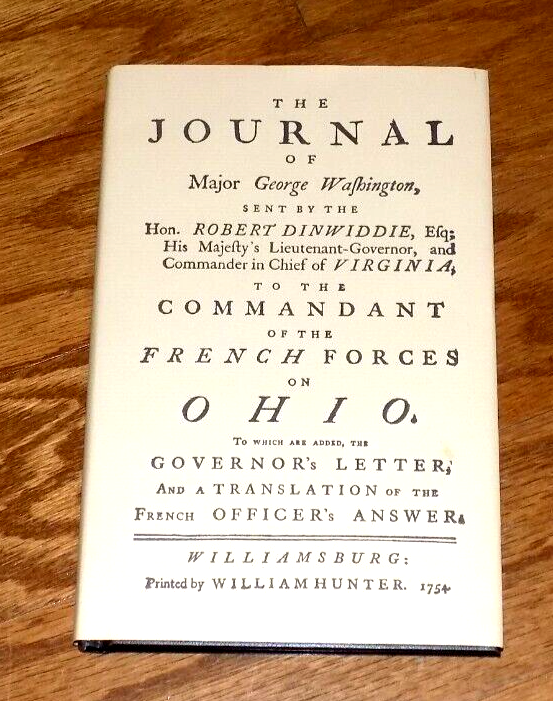 THE
JOURNAL
OF
Major George Waſhington,
SENT BY THE
Hon. ROBERT DINWIDDIE, Eſq;
His Majeſty's Lieutenant-Governor, and
Commander in Chief of VIRGINIA,
TO THE
COMMANDANT
OF THE
FRENCH FORCES
ON
OHIO.
TO WHICH ARE ADDED, THE
GOVERNOR's LETTER,
AND A TRANSLATION OF THE
FRENCH OFFICER's ANSWER.
WILLIAMSBURG:
Printed by WILLIAM HUNTER. 1754.